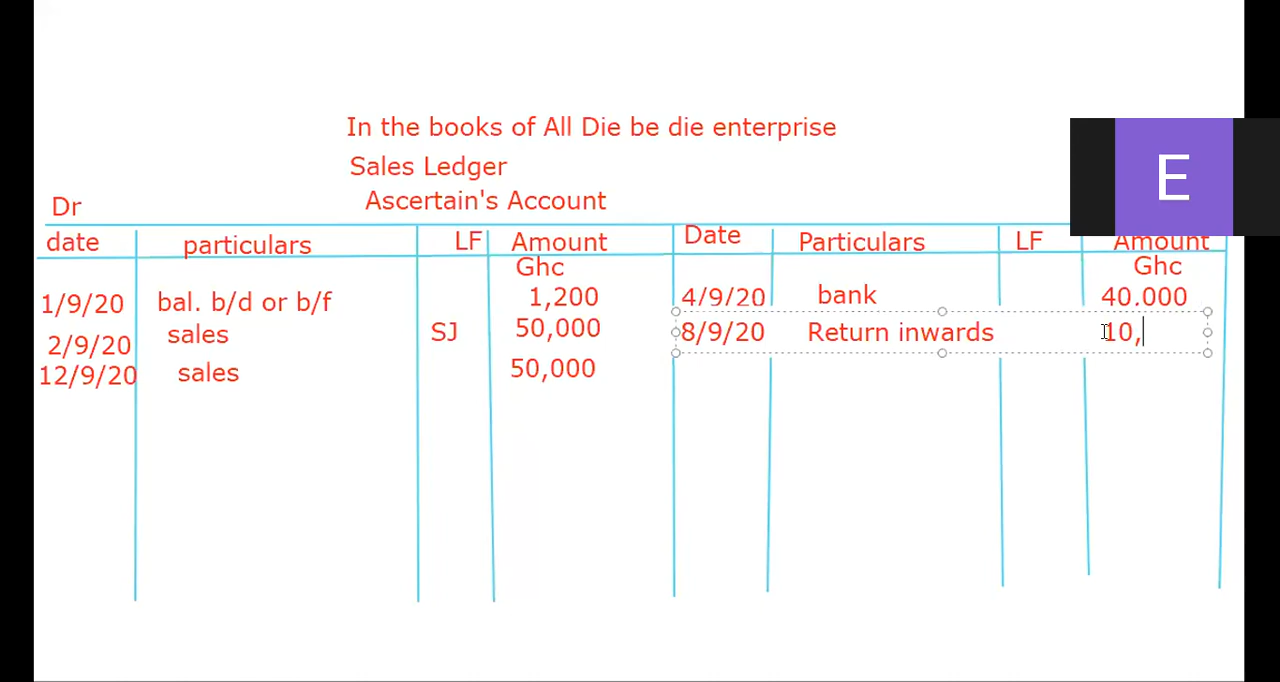 In the books of All Die be die enterprise
Sales Ledger
Ascertain's Account
Dr
date particulars LF Amount Date Particulars LF Amount
Ghc Ghc
1/9/20 bal. b/d or b/f 1,200 4/9/20 bank 40.000
2/9/20 sales SJ 50,000 8/9/20 Return inwards 10,
12/9/20 sales 50,000
E